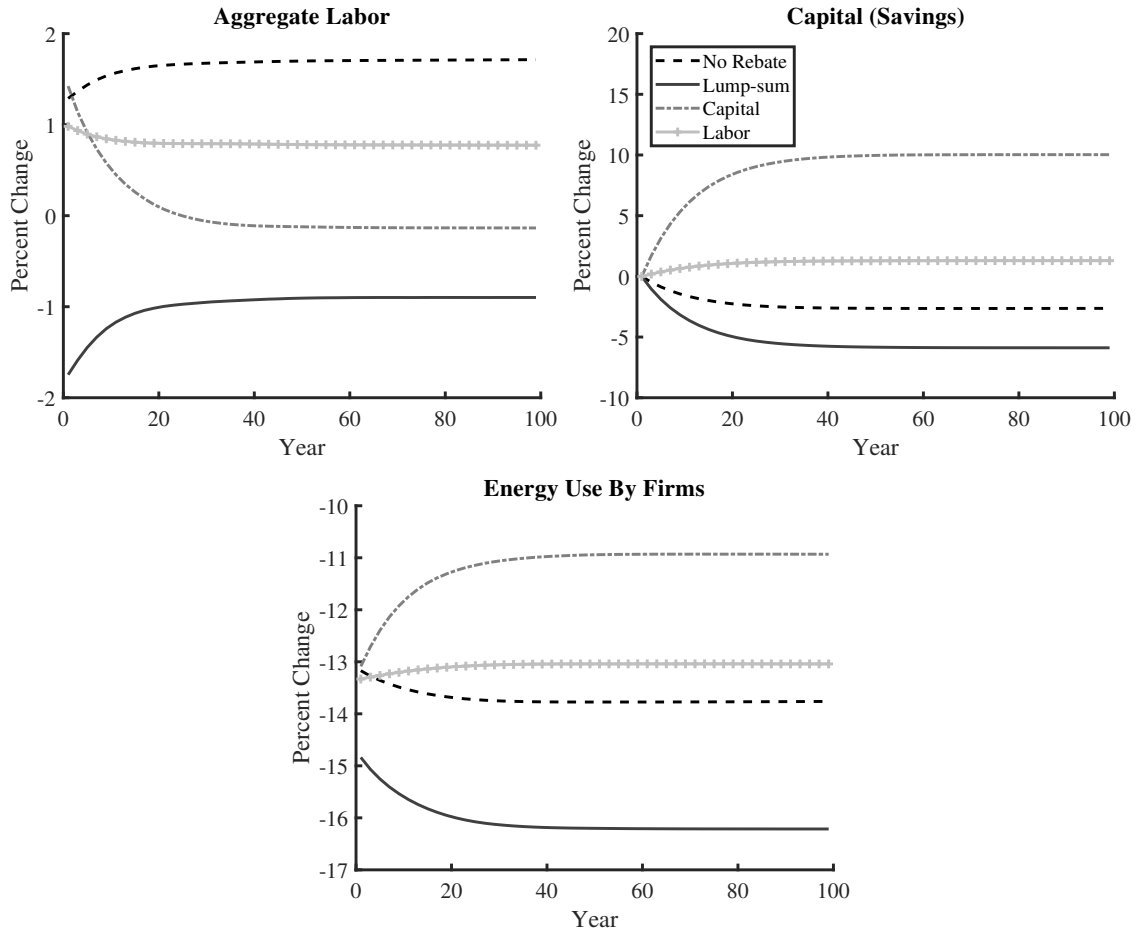 Aggregate Labor
2
1
0
-1
-2
Percent Change
0 20 40 60 80 100
Year
Capital (Savings)
20
15
10
5
0
-5
-10
Percent Change
No Rebate
Lump-sum
Capital
Labor
0 20 40 60 80 100
Year
Energy Use By Firms
-10
-11
-12
-13
-14
-15
-16
-17
Percent Change
0 20 40 60 80 100
Year